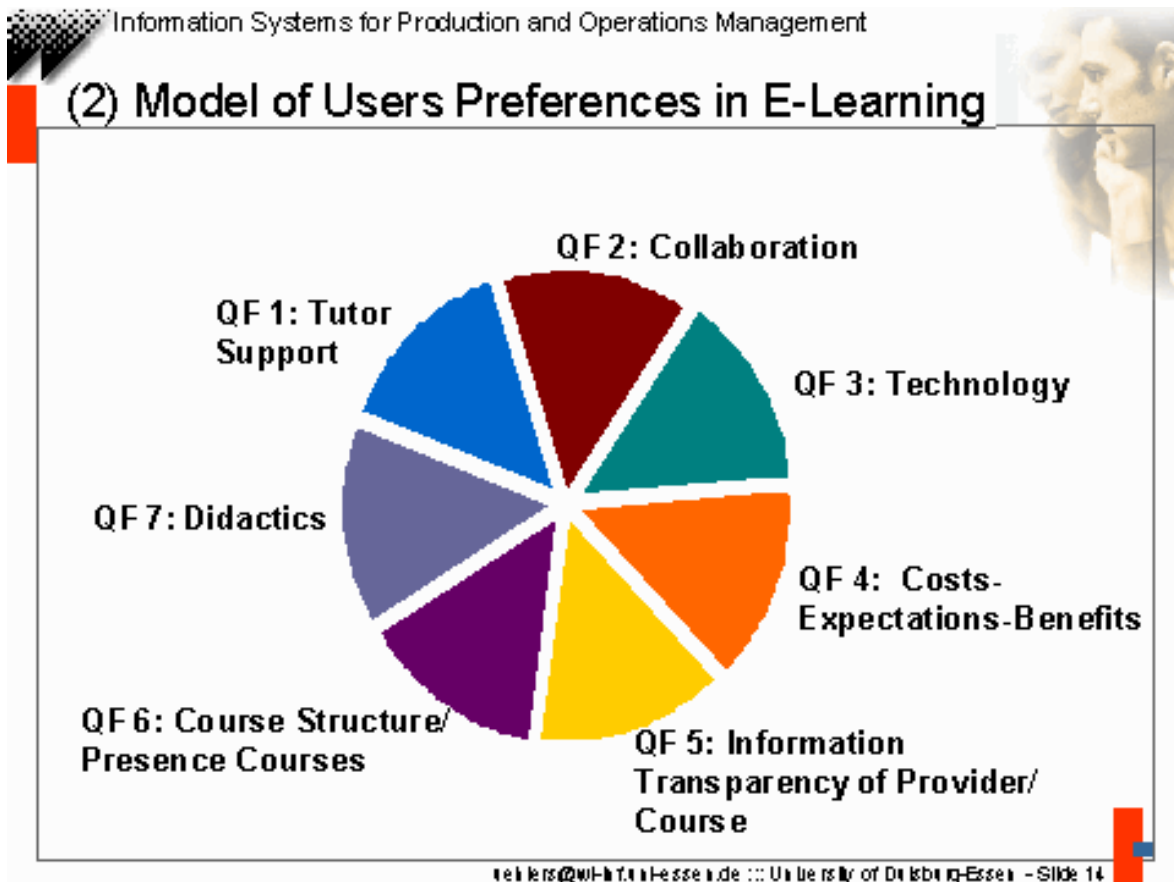 Information Systems for Production and Operations Management
(2) Model of Users Preferences in E-Learning
QF 2: Collaboration
QF 1: Tutor
Support
QF 3: Technology
QF 7: Didactics
QF 4: Costs-
Expectations-Benefits
QF 6: Course Structure/
Presence Courses
QF 5: Information
Transparency of Provider/
Course
::: University of Duisburg-Essen - Slide 14